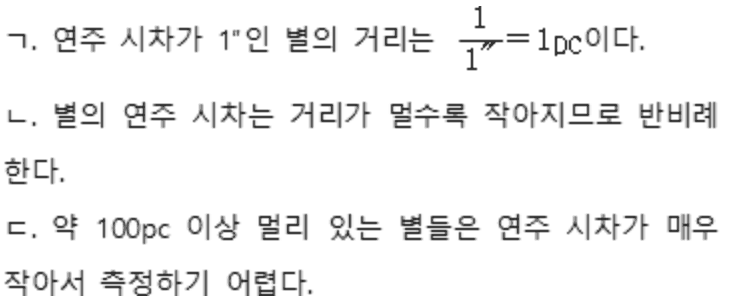 ㄱ. 연주 시차가 1"인 별의 거리는 1/1″=1pc이다.
ㄴ. 별의 연주 시차는 거리가 멀수록 작아지므로 반비례
한다.
ㄷ. 약 100pc 이상 멀리 있는 별들은 연주 시차가 매우
작아서 측정하기 어렵다.